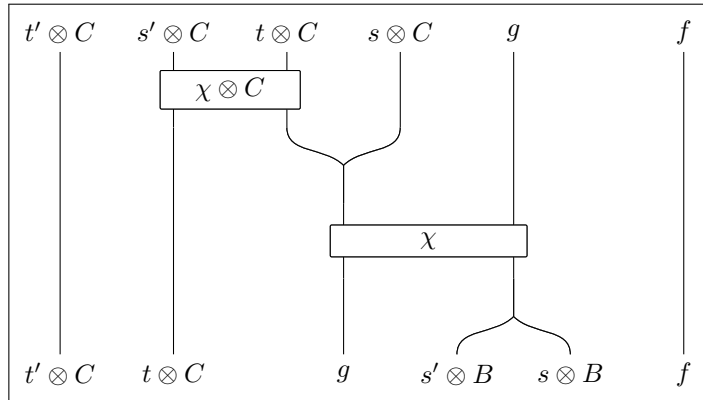 t′ ⊗ C s′ ⊗ C t ⊗ C s ⊗ C g f
χ ⊗ C
χ
t′ ⊗ C t ⊗ C g s′ ⊗ B s ⊗ B f